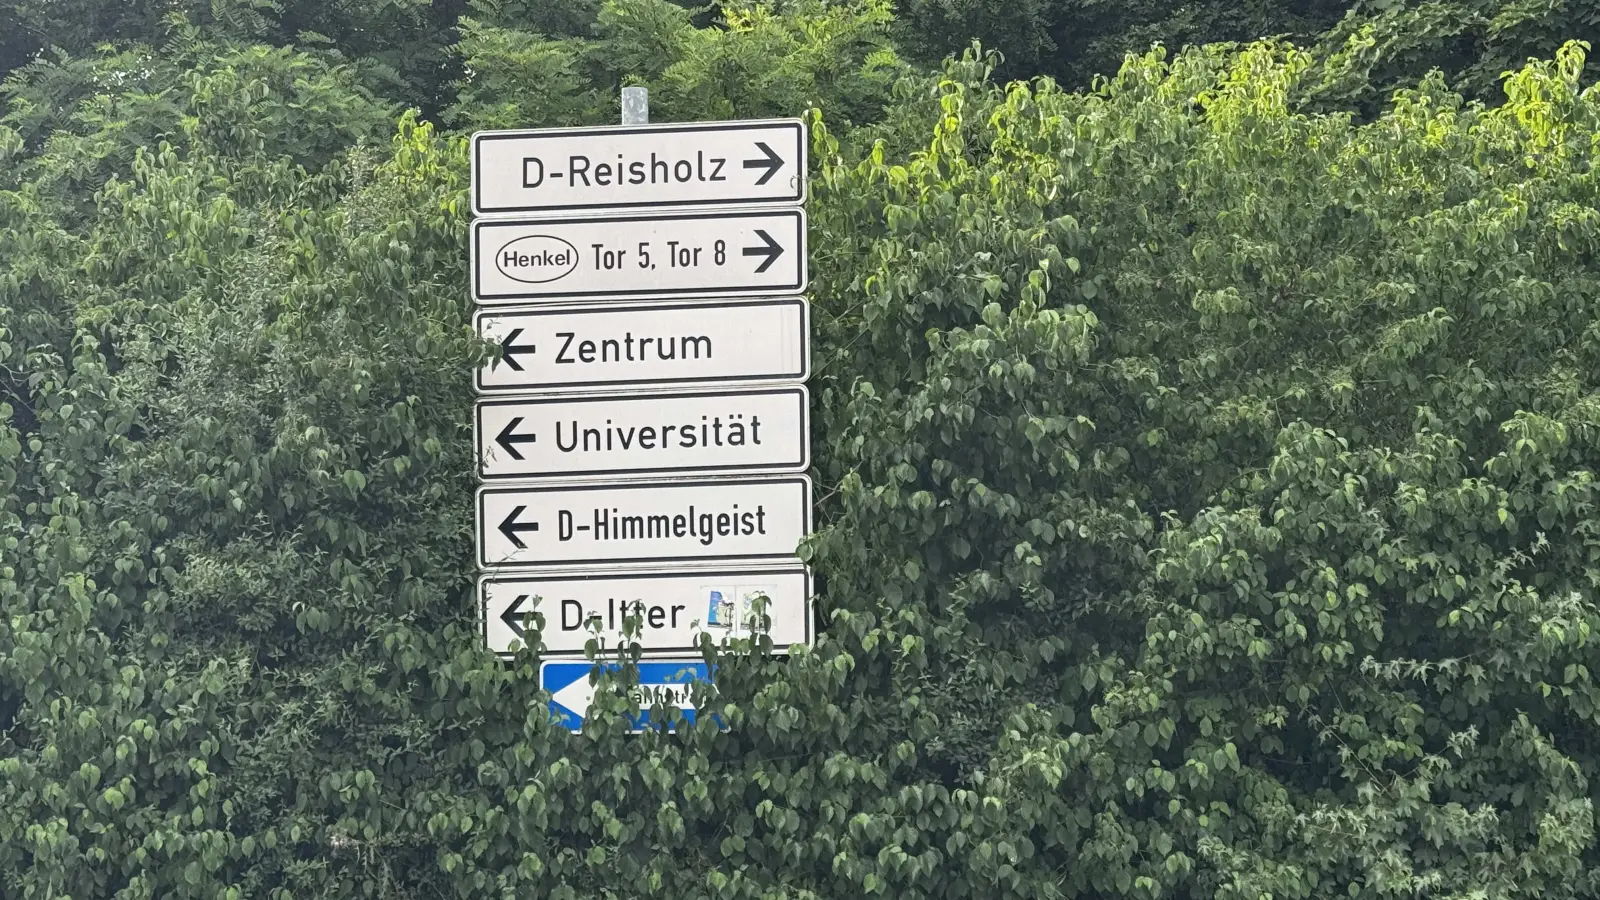 D-Reisholz
Henkel Tor 5, Tor 8
Zentrum
Universität
D-Himmelgeist
D-Itter